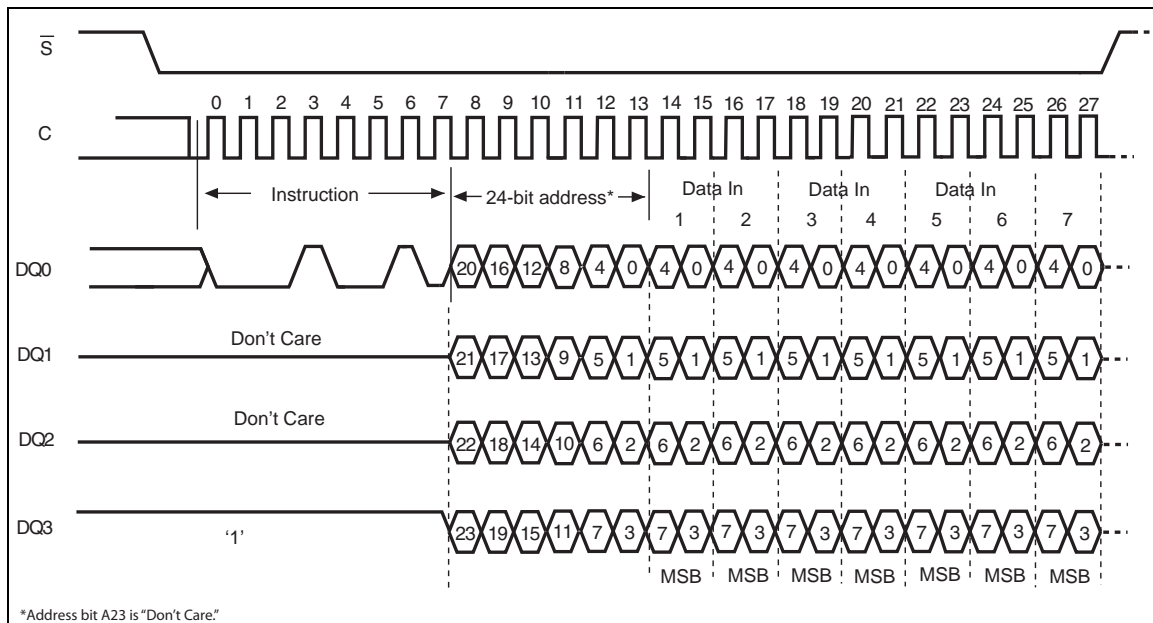 S
0 1 2 3 4 5 6 7 8 9 10 11 12 13 14 15 16 17 18 19 20 21 22 23 24 25 26 27
C
Instruction 24-bit address* Data In Data In Data In
1 2 3 4 5 6 7
DQ0 20 16 12 8 4 0 4 0 4 0 4 0 4 0 4 0 4 0 4 0
Don't Care
DQ1 21 17 13 9 5 1 5 1 5 1 5 1 5 1 5 1 5 1 5 1
Don't Care
DQ2 22 18 14 10 6 2 6 2 6 2 6 2 6 2 6 2 6 2 6 2
DQ3 '1' 23 19 15 11 7 3 7 3 7 3 7 3 7 3 7 3 7 3 7 3
MSB MSB MSB MSB MSB MSB MSB
*Address bit A23 is “Don’t Care.”